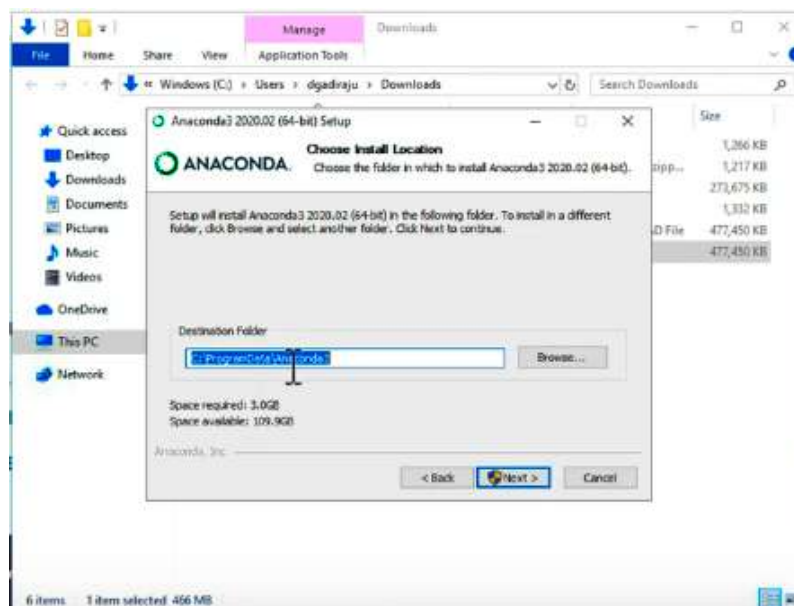 Manage
Downloads
File Home Share View Application Tools
Windows (C:) › Users › dgadiraju › Downloads
Search Downloads
Quick access
Desktop
Downloads
Documents
Pictures
Music
Videos
OneDrive
This PC
Network
Size
1,266 KB
zipp... 1,217 KB
273,675 KB
1,332 KB
AD File 477,450 KB
477,450 KB
Anaconda3 2020.02 (64-bit) Setup
ANACONDA.
Choose Install Location
Choose the folder in which to install Anaconda3 2020.02 (64-bit).
Setup will install Anaconda3 2020.02 (64-bit) in the following folder. To install in a different
folder, click Browse and select another folder. Click Next to continue.
Destination Folder
C:\ProgramData\Anaconda3
Browse...
Space required: 3.0GB
Space available: 109.9GB
Anaconda, Inc.
< Back Next > Cancel
6 items 1 item selected 466 MB